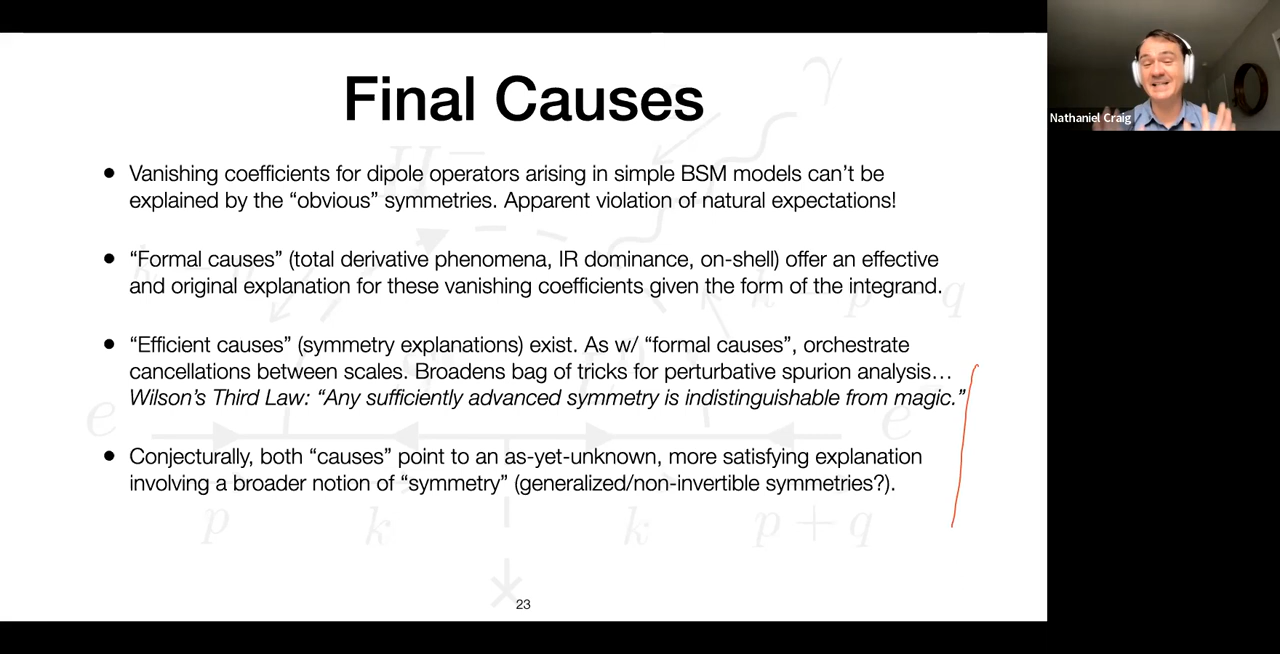 Final Causes
Vanishing coefficients for dipole operators arising in simple BSM models can’t be
explained by the “obvious” symmetries. Apparent violation of natural expectations!
“Formal causes” (total derivative phenomena, IR dominance, on-shell) offer an effective
and original explanation for these vanishing coefficients given the form of the integrand.
“Efficient causes” (symmetry explanations) exist. As w/ “formal causes”, orchestrate
cancellations between scales. Broadens bag of tricks for perturbative spurion analysis…
Wilson’s Third Law: “Any sufficiently advanced symmetry is indistinguishable from magic.”
Conjecturally, both “causes” point to an as-yet-unknown, more satisfying explanation
involving a broader notion of “symmetry” (generalized/non-invertible symmetries?).
γ
H⁻
e
p
k
k
p + q
23
Nathaniel Craig